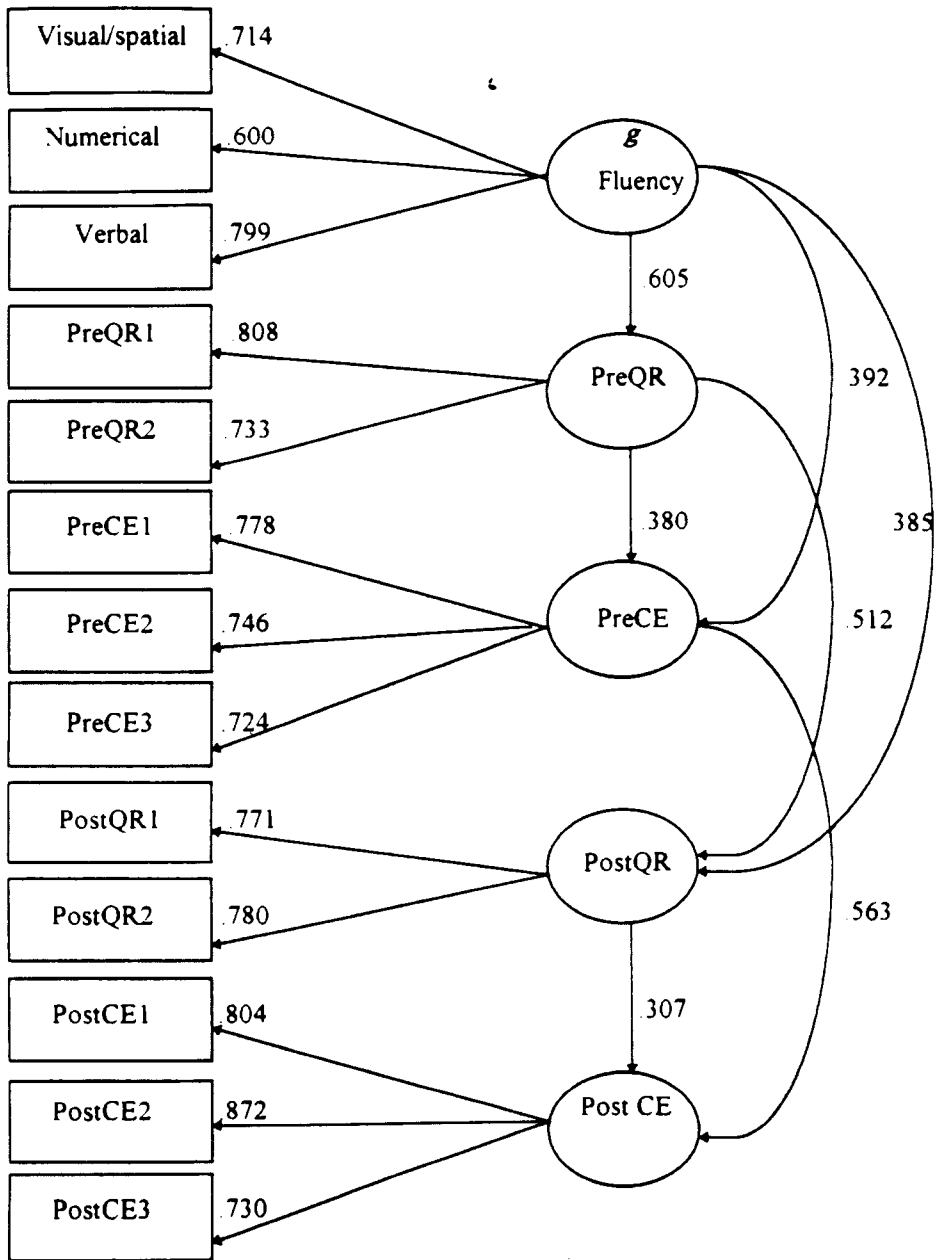 Visual/spatial
.714
Numerical
.600
g
Fluency
Verbal
.799
.605
PreQR1
.808
PreQR
392
PreQR2
.733
PreCE1
.778
.380
385
PreCE2
.746
PreCE
.512
PreCE3
.724
PostQR1
.771
PostQR
PostQR2
.780
.563
PostCE1
.804
.307
PostCE2
.872
Post CE
PostCE3
.730